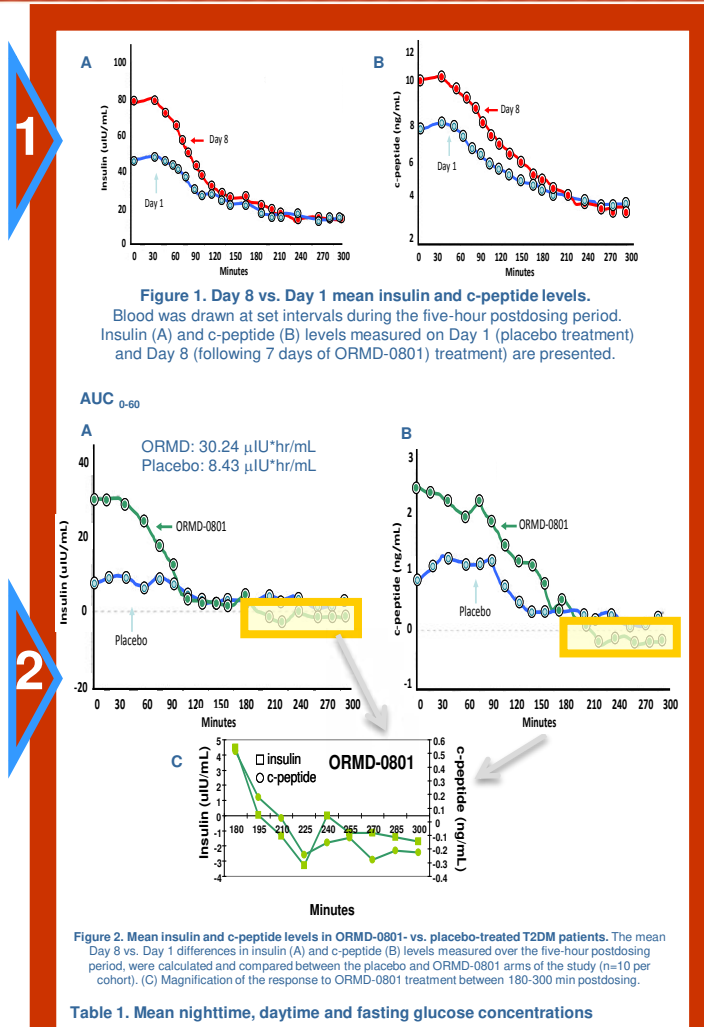 1
A
100
80
60
40
20
0
Insulin (uIU/mL)
Day 8
Day 1
0 30 60 90 120 150 180 210 240 270 300
Minutes
B
12
10
8
6
4
2
c-peptide (ng/mL)
Day 8
Day 1
0 30 60 90 120 150 180 210 240 270 300
Minutes
Figure 1. Day 8 vs. Day 1 mean insulin and c-peptide levels.
Blood was drawn at set intervals during the five-hour postdosing period.
Insulin (A) and c-peptide (B) levels measured on Day 1 (placebo treatment)
and Day 8 (following 7 days of ORMD-0801) treatment) are presented.
2
AUC 0-60
A
ORMD: 30.24 µIU*hr/mL
Placebo: 8.43 µIU*hr/mL
40
20
0
-20
Insulin (uIU/mL)
ORMD-0801
Placebo
0 30 60 90 120 150 180 210 240 270 300
Minutes
B
3
2
1
0
-1
c-peptide (ng/mL)
ORMD-0801
Placebo
0 30 60 90 120 150 180 210 240 270 300
Minutes
C
insulin
c-peptide
ORMD-0801
5
4
3
2
1
0
-1
-2
-3
-4
Insulin (uIU/mL)
180 195 210 225 240 255 270 285 300
0.6
0.5
0.4
0.3
0.2
0.1
0
-0.1
-0.2
-0.3
-0.4
c-peptide (ng/mL)
Minutes
Figure 2. Mean insulin and c-peptide levels in ORMD-0801- vs. placebo-treated T2DM patients. The mean
Day 8 vs. Day 1 differences in insulin (A) and c-peptide (B) levels measured over the five-hour postdosing
period, were calculated and compared between the placebo and ORMD-0801 arms of the study (n=10 per
cohort). (C) Magnification of the response to ORMD-0801 treatment between 180-300 min postdosing.
Table 1. Mean nighttime, daytime and fasting glucose concentrations